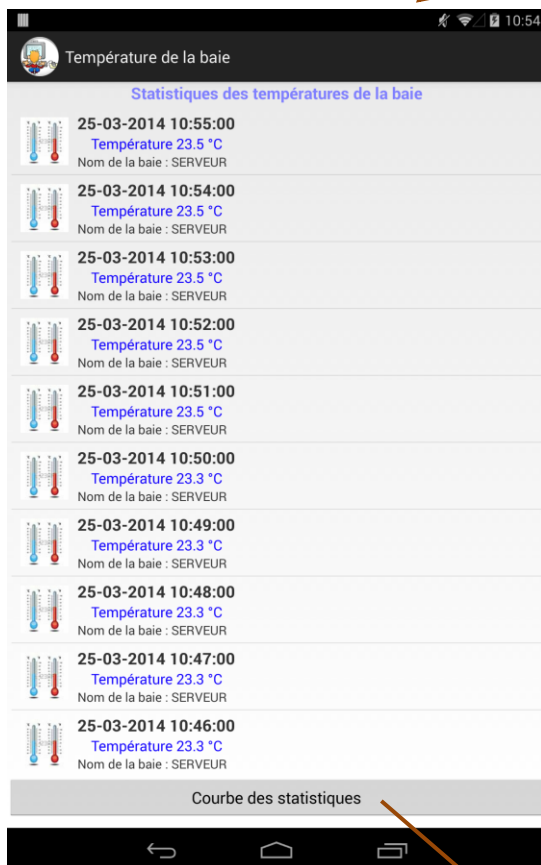 10:54
Température de la baie
Statistiques des températures de la baie
25-03-2014 10:55:00
Température 23.5 °C
Nom de la baie : SERVEUR
25-03-2014 10:54:00
Température 23.5 °C
Nom de la baie : SERVEUR
25-03-2014 10:53:00
Température 23.5 °C
Nom de la baie : SERVEUR
25-03-2014 10:52:00
Température 23.5 °C
Nom de la baie : SERVEUR
25-03-2014 10:51:00
Température 23.5 °C
Nom de la baie : SERVEUR
25-03-2014 10:50:00
Température 23.3 °C
Nom de la baie : SERVEUR
25-03-2014 10:49:00
Température 23.3 °C
Nom de la baie : SERVEUR
25-03-2014 10:48:00
Température 23.3 °C
Nom de la baie : SERVEUR
25-03-2014 10:47:00
Température 23.3 °C
Nom de la baie : SERVEUR
25-03-2014 10:46:00
Température 23.3 °C
Nom de la baie : SERVEUR
Courbe des statistiques